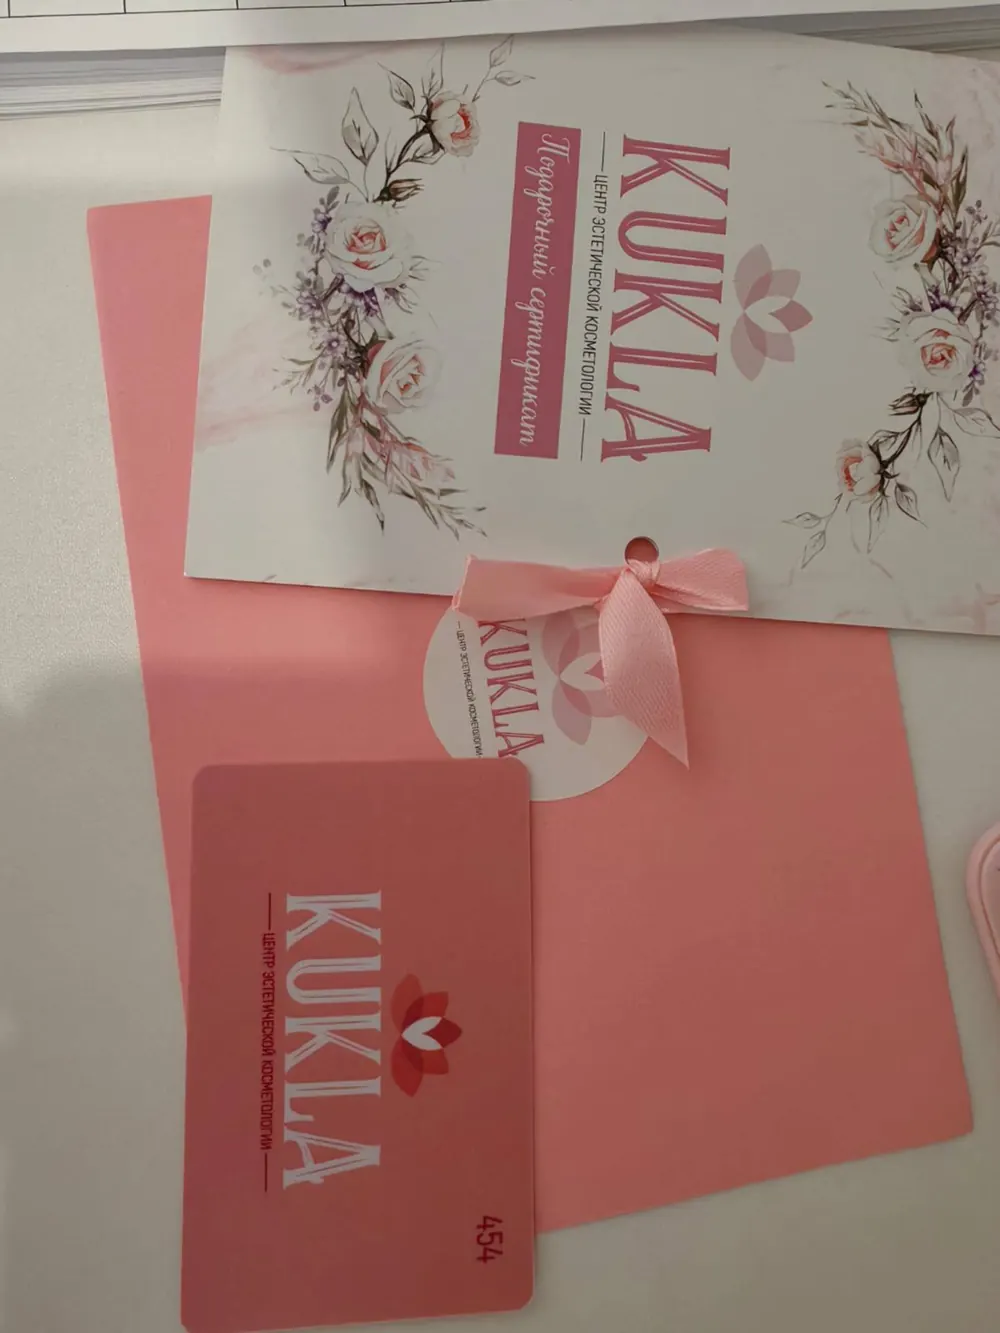 KUKLA
ЦЕНТР ЭСТЕТИЧЕСКОЙ КОСМЕТОЛОГИИ
Подарочный сертификат
KUKLA
ЦЕНТР ЭСТЕТИЧЕСКОЙ КОСМЕТОЛОГИИ
KUKLA
ЦЕНТР ЭСТЕТИЧЕСКОЙ КОСМЕТОЛОГИИ
454